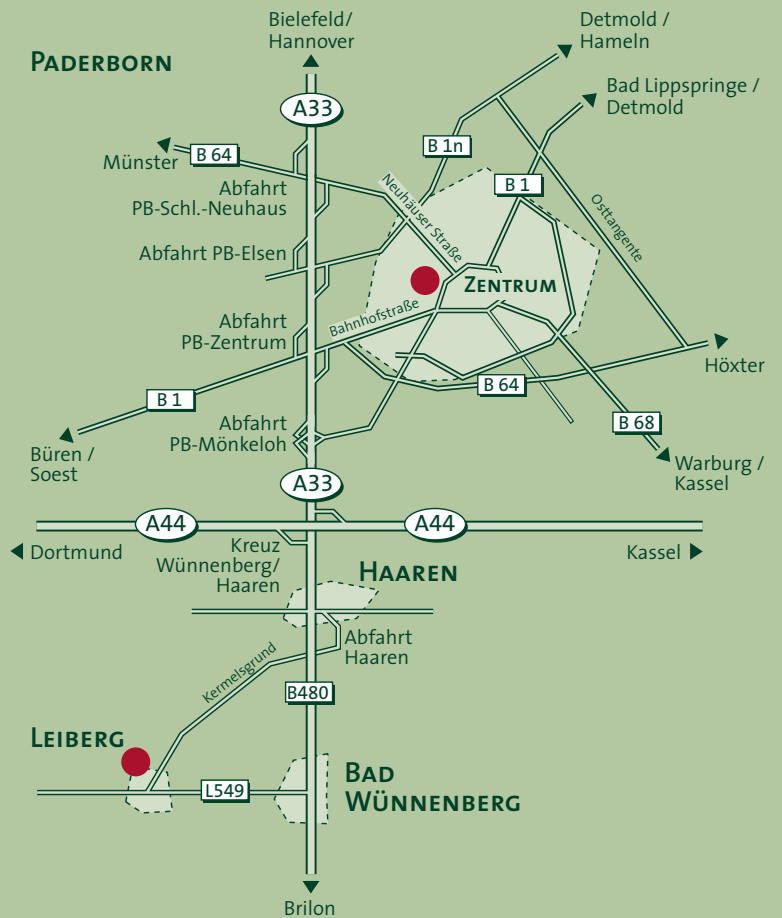 Bielefeld/
Hannover
Detmold /
Hameln
PADERBORN
Bad Lippspringe /
Detmold
A33
Münster
B 64
B 1n
Abfahrt
PB-Schl.-Neuhaus
Neuhäuser Straße
B 1
Osttangente
Abfahrt PB-Elsen
ZENTRUM
Abfahrt
PB-Zentrum
Bahnhofstraße
Höxter
B 64
B 1
B 68
Abfahrt
PB-Mönkeloh
Büren /
Soest
Warburg /
Kassel
A33
A44
A44
Dortmund
Kassel
Kreuz
Wünnenberg/
Haaren
HAAREN
Abfahrt
Haaren
Kermelsgrund
B480
LEIBERG
BAD
WÜNNENBERG
L549
Brilon